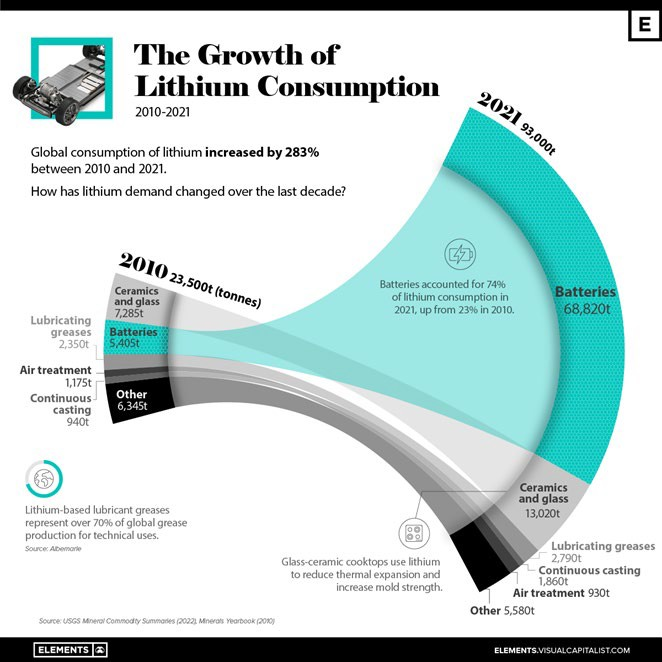 E
The Growth of
Lithium Consumption
2010-2021
Global consumption of lithium increased by 283%
between 2010 and 2021.
How has lithium demand changed over the last decade?
2021 93,000t
Batteries accounted for 74%
of lithium consumption in
2021, up from 23% in 2010.
Batteries
68,820t
2010 23,500t (tonnes)
Ceramics
and glass
7,285t
Lubricating
greases
2,350t
Batteries
5,405t
Air treatment
1,175t
Continuous
casting
940t
Other
6,345t
Ceramics
and glass
13,020t
Lubricating greases
2,790t
Continuous casting
1,860t
Air treatment 930t
Other 5,580t
Lithium-based lubricant greases
represent over 70% of global grease
production for technical uses.
Source: Albemarle
Glass-ceramic cooktops use lithium
to reduce thermal expansion and
increase mold strength.
Source: USGS Mineral Commodity Summaries (2022), Minerals Yearbook (2010)
ELEMENTS
ELEMENTS.VISUALCAPITALIST.COM